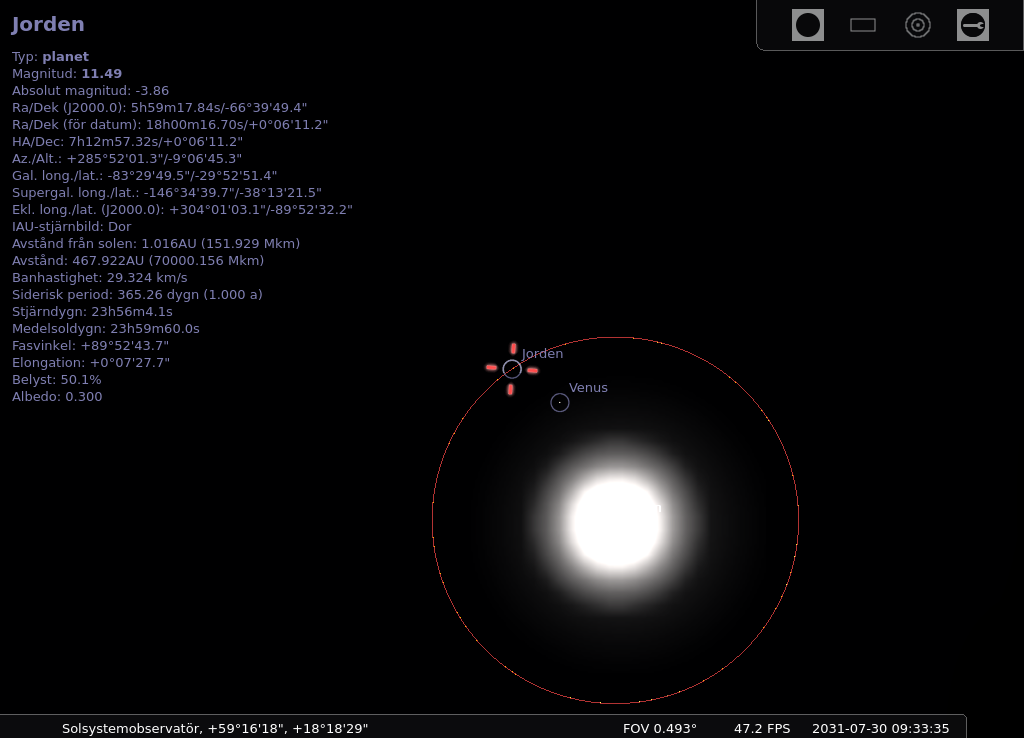 Jorden
Typ: planet
Magnitud: 11.49
Absolut magnitud: -3.86
Ra/Dek (J2000.0): 5h59m17.84s/-66°39'49.4"
Ra/Dek (för datum): 18h00m16.70s/+0°06'11.2"
HA/Dec: 7h12m57.32s/+0°06'11.2"
Az./Alt.: +285°52'01.3"/-9°06'45.3"
Gal. long./lat.: -83°29'49.5"/-29°52'51.4"
Supergal. long./lat.: -146°34'39.7"/-38°13'21.5"
Ekl. long./lat. (J2000.0): +304°01'03.1"/-89°52'32.2"
IAU-stjärnbild: Dor
Avstånd från solen: 1.016AU (151.929 Mkm)
Avstånd: 467.922AU (70000.156 Mkm)
Banhastighet: 29.324 km/s
Siderisk period: 365.26 dygn (1.000 a)
Stjärndygn: 23h56m4.1s
Medelsoldygn: 23h59m60.0s
Fasvinkel: +89°52'43.7"
Elongation: +0°07'27.7"
Belyst: 50.1%
Albedo: 0.300
Jorden
Venus
Solsystemobservatör, +59°16'18", +18°18'29" FOV 0.493° 47.2 FPS 2031-07-30 09:33:35